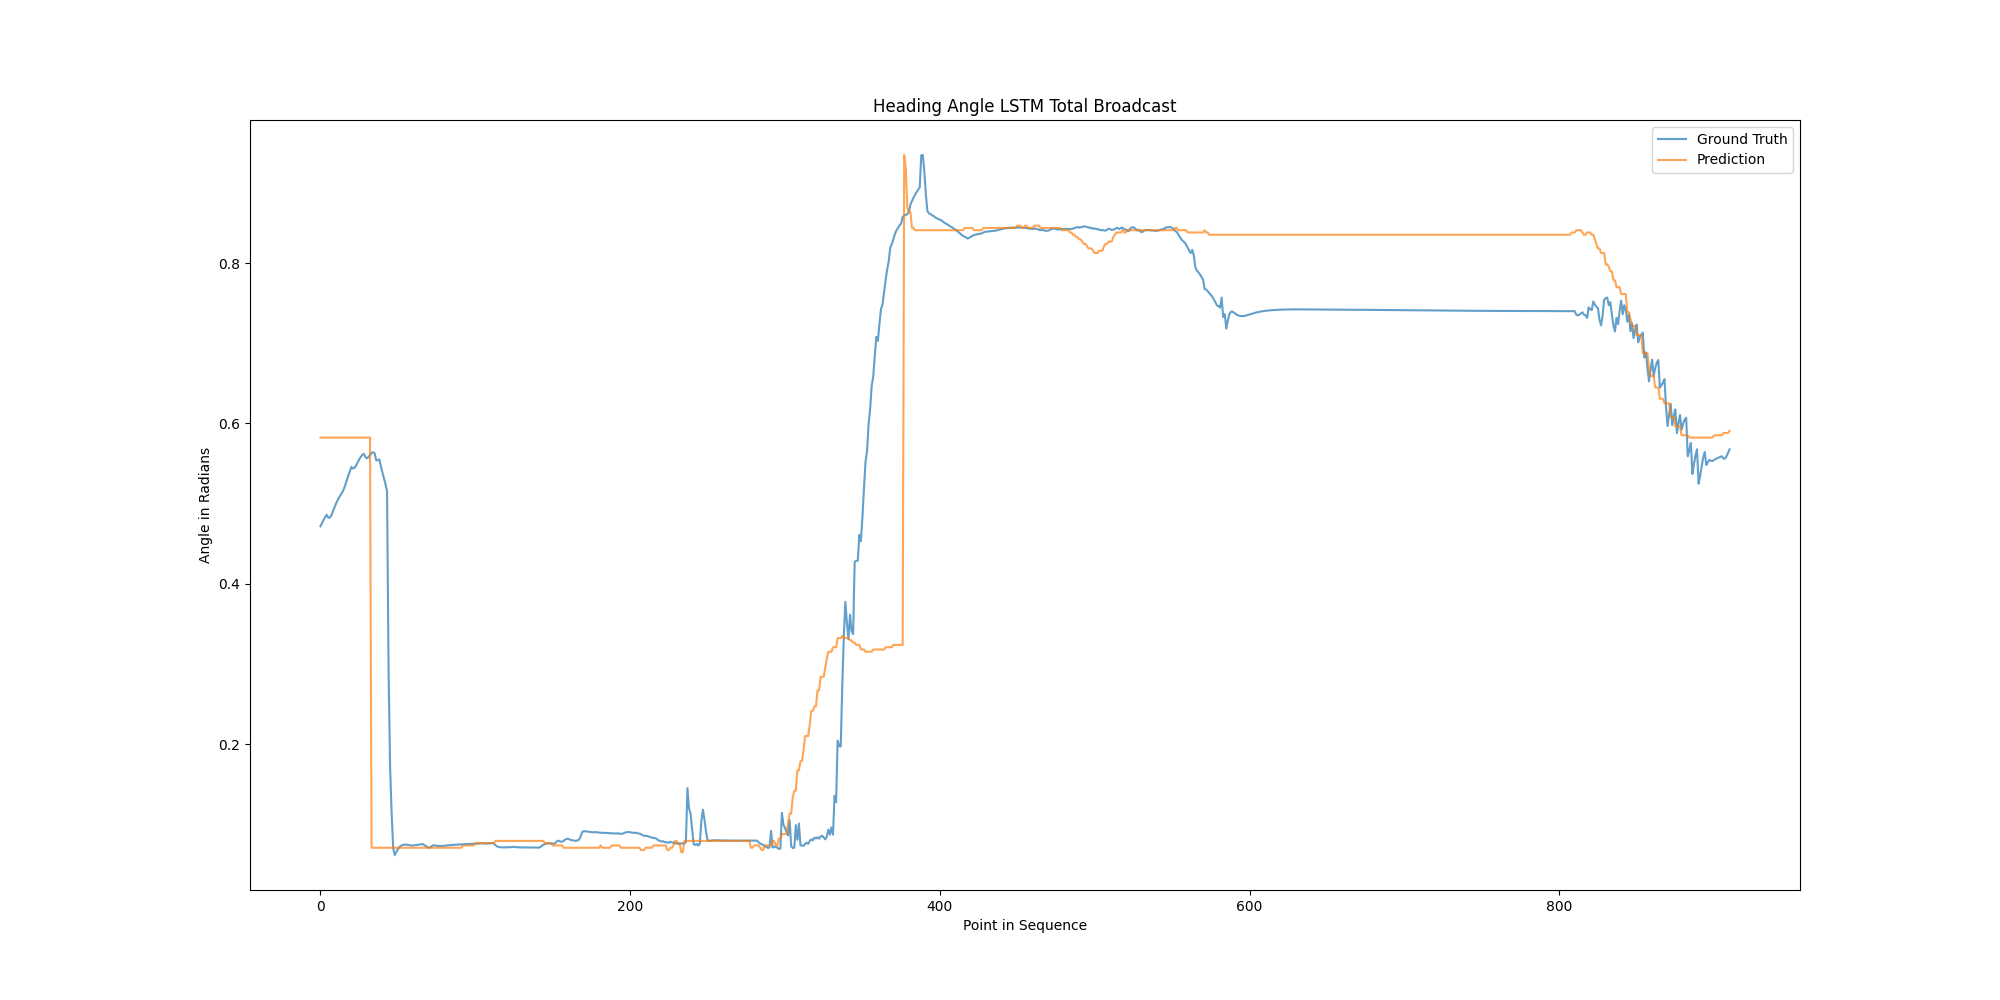 Heading Angle LSTM Total Broadcast
Ground Truth
Prediction
Angle in Radians
0.8
0.6
0.4
0.2
0 200 400 600 800
Point in Sequence